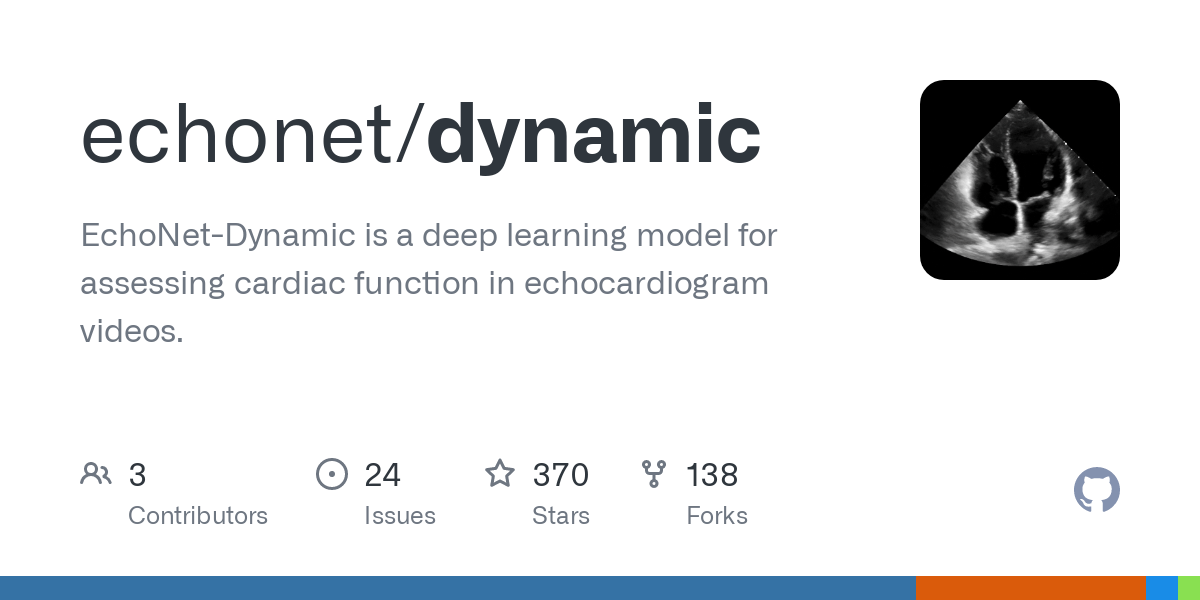 echonet/dynamic
EchoNet-Dynamic is a deep learning model for
assessing cardiac function in echocardiogram
videos.
3 24 370 138
Contributors Issues Stars Forks